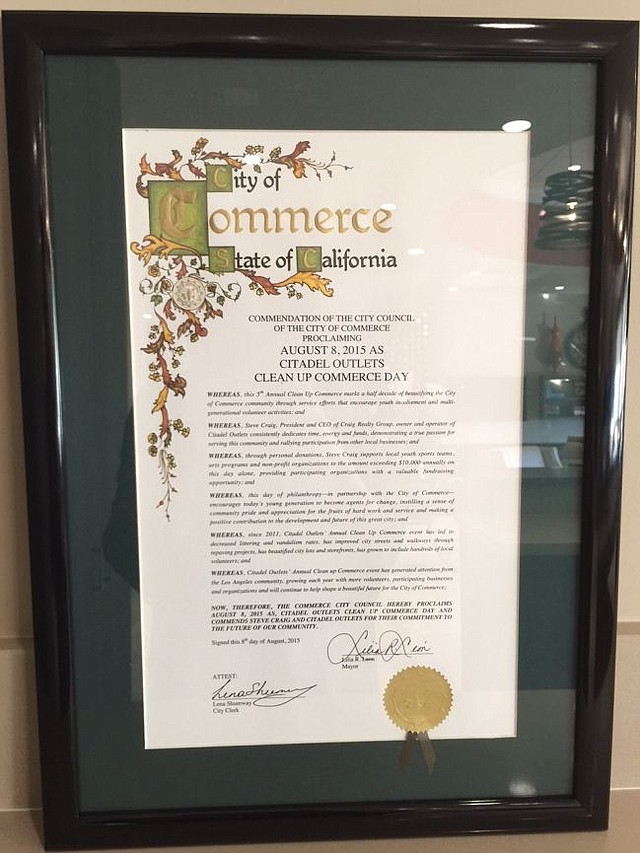 City of
Commerce
State of California
COMMENDATION OF THE CITY COUNCIL
OF THE CITY OF COMMERCE
PROCLAIMING
AUGUST 8, 2015 AS
CITADEL OUTLETS
CLEAN UP COMMERCE DAY
WHEREAS, this 5th Annual Clean Up Commerce marks a half decade of beautifying the City
of Commerce community through service efforts that encourage youth involvement and multi-
generational volunteer activities; and
WHEREAS, Steve Craig, President and CEO of Craig Realty Group, owner and operator of
Citadel Outlets consistently dedicates time, energy and funds, demonstrating a true passion for
serving this community and rallying participation from other local businesses; and
WHEREAS, through personal donations, Steve Craig supports local youth sports teams,
arts programs and non-profit organizations to the amount exceeding $10,000 annually on
this day alone, providing participating organizations with a valuable fundraising
opportunity; and
WHEREAS, this day of philanthropy—in partnership with the City of Commerce—
encourages today's young generation to become agents for change, instilling a sense of
community pride and appreciation for the fruits of hard work and service and making a
positive contribution to the development and future of this great city; and
WHEREAS, since 2011, Citadel Outlets' Annual Clean Up Commerce event has led to
decreased littering and vandalism rates, has improved city streets and walkways through
repaving projects, has beautified city lots and storefronts, has grown to include hundreds of local
volunteers; and
WHEREAS, Citadel Outlets' Annual Clean up Commerce event has generated attention from
the Los Angeles community, growing each year with more volunteers, participating businesses
and organizations and will continue to help shape a beautiful future for the City of Commerce;
NOW, THEREFORE, THE COMMERCE CITY COUNCIL HEREBY PROCLAIMS
AUGUST 8, 2015 AS, CITADEL OUTLETS CLEAN UP COMMERCE DAY AND
COMMENDS STEVE CRAIG AND CITADEL OUTLETS FOR THEIR COMMITMENT TO
THE FUTURE OF OUR COMMUNITY.
Signed this 8th day of August, 2015
Lilia R. Leon
Lilia R. Leon
Mayor
ATTEST:
Lena Shumway
Lena Shumway
City Clerk